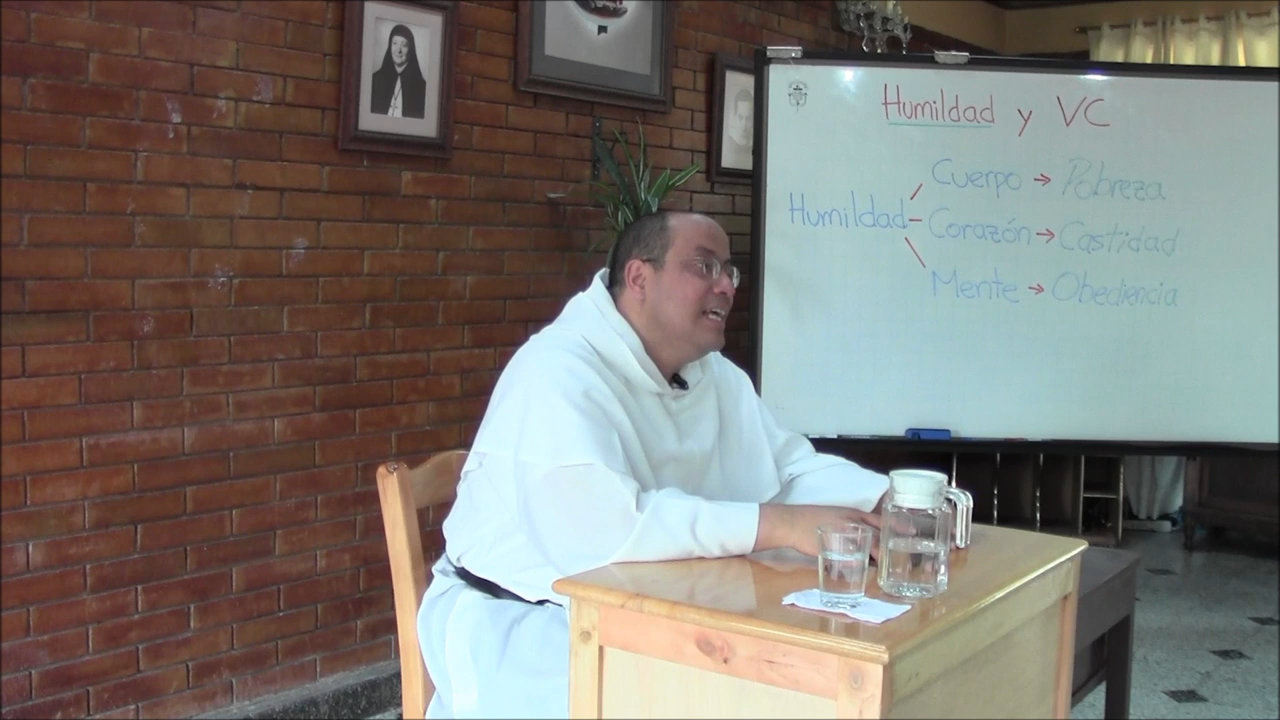 Humildad y VC
Cuerpo → Pobreza
Humildad - Corazón → Castidad
Mente → Obediencia